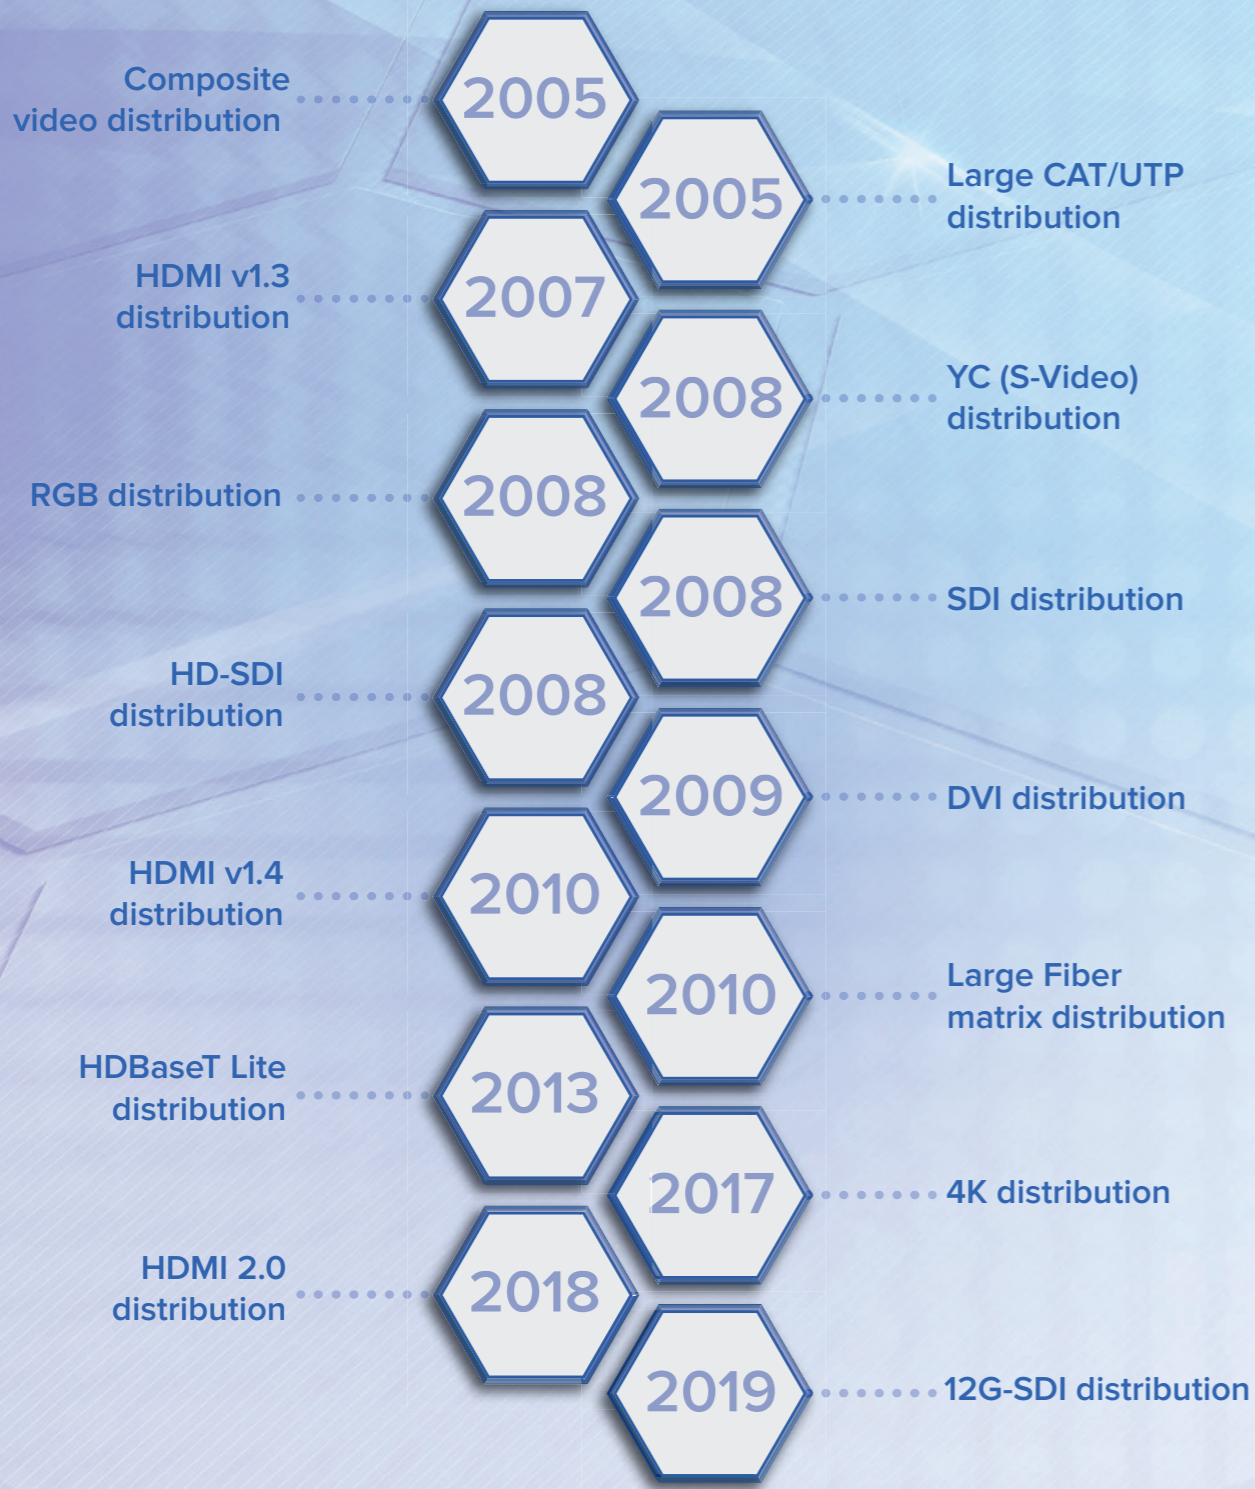 Composite
video distribution
2005
2005
Large CAT/UTP
distribution
HDMI v1.3
distribution
2007
2008
YC (S-Video)
distribution
RGB distribution
2008
2008
SDI distribution
HD-SDI
distribution
2008
2009
DVI distribution
HDMI v1.4
distribution
2010
2010
Large Fiber
matrix distribution
HDBaseT Lite
distribution
2013
2017
4K distribution
HDMI 2.0
distribution
2018
2019
12G-SDI distribution